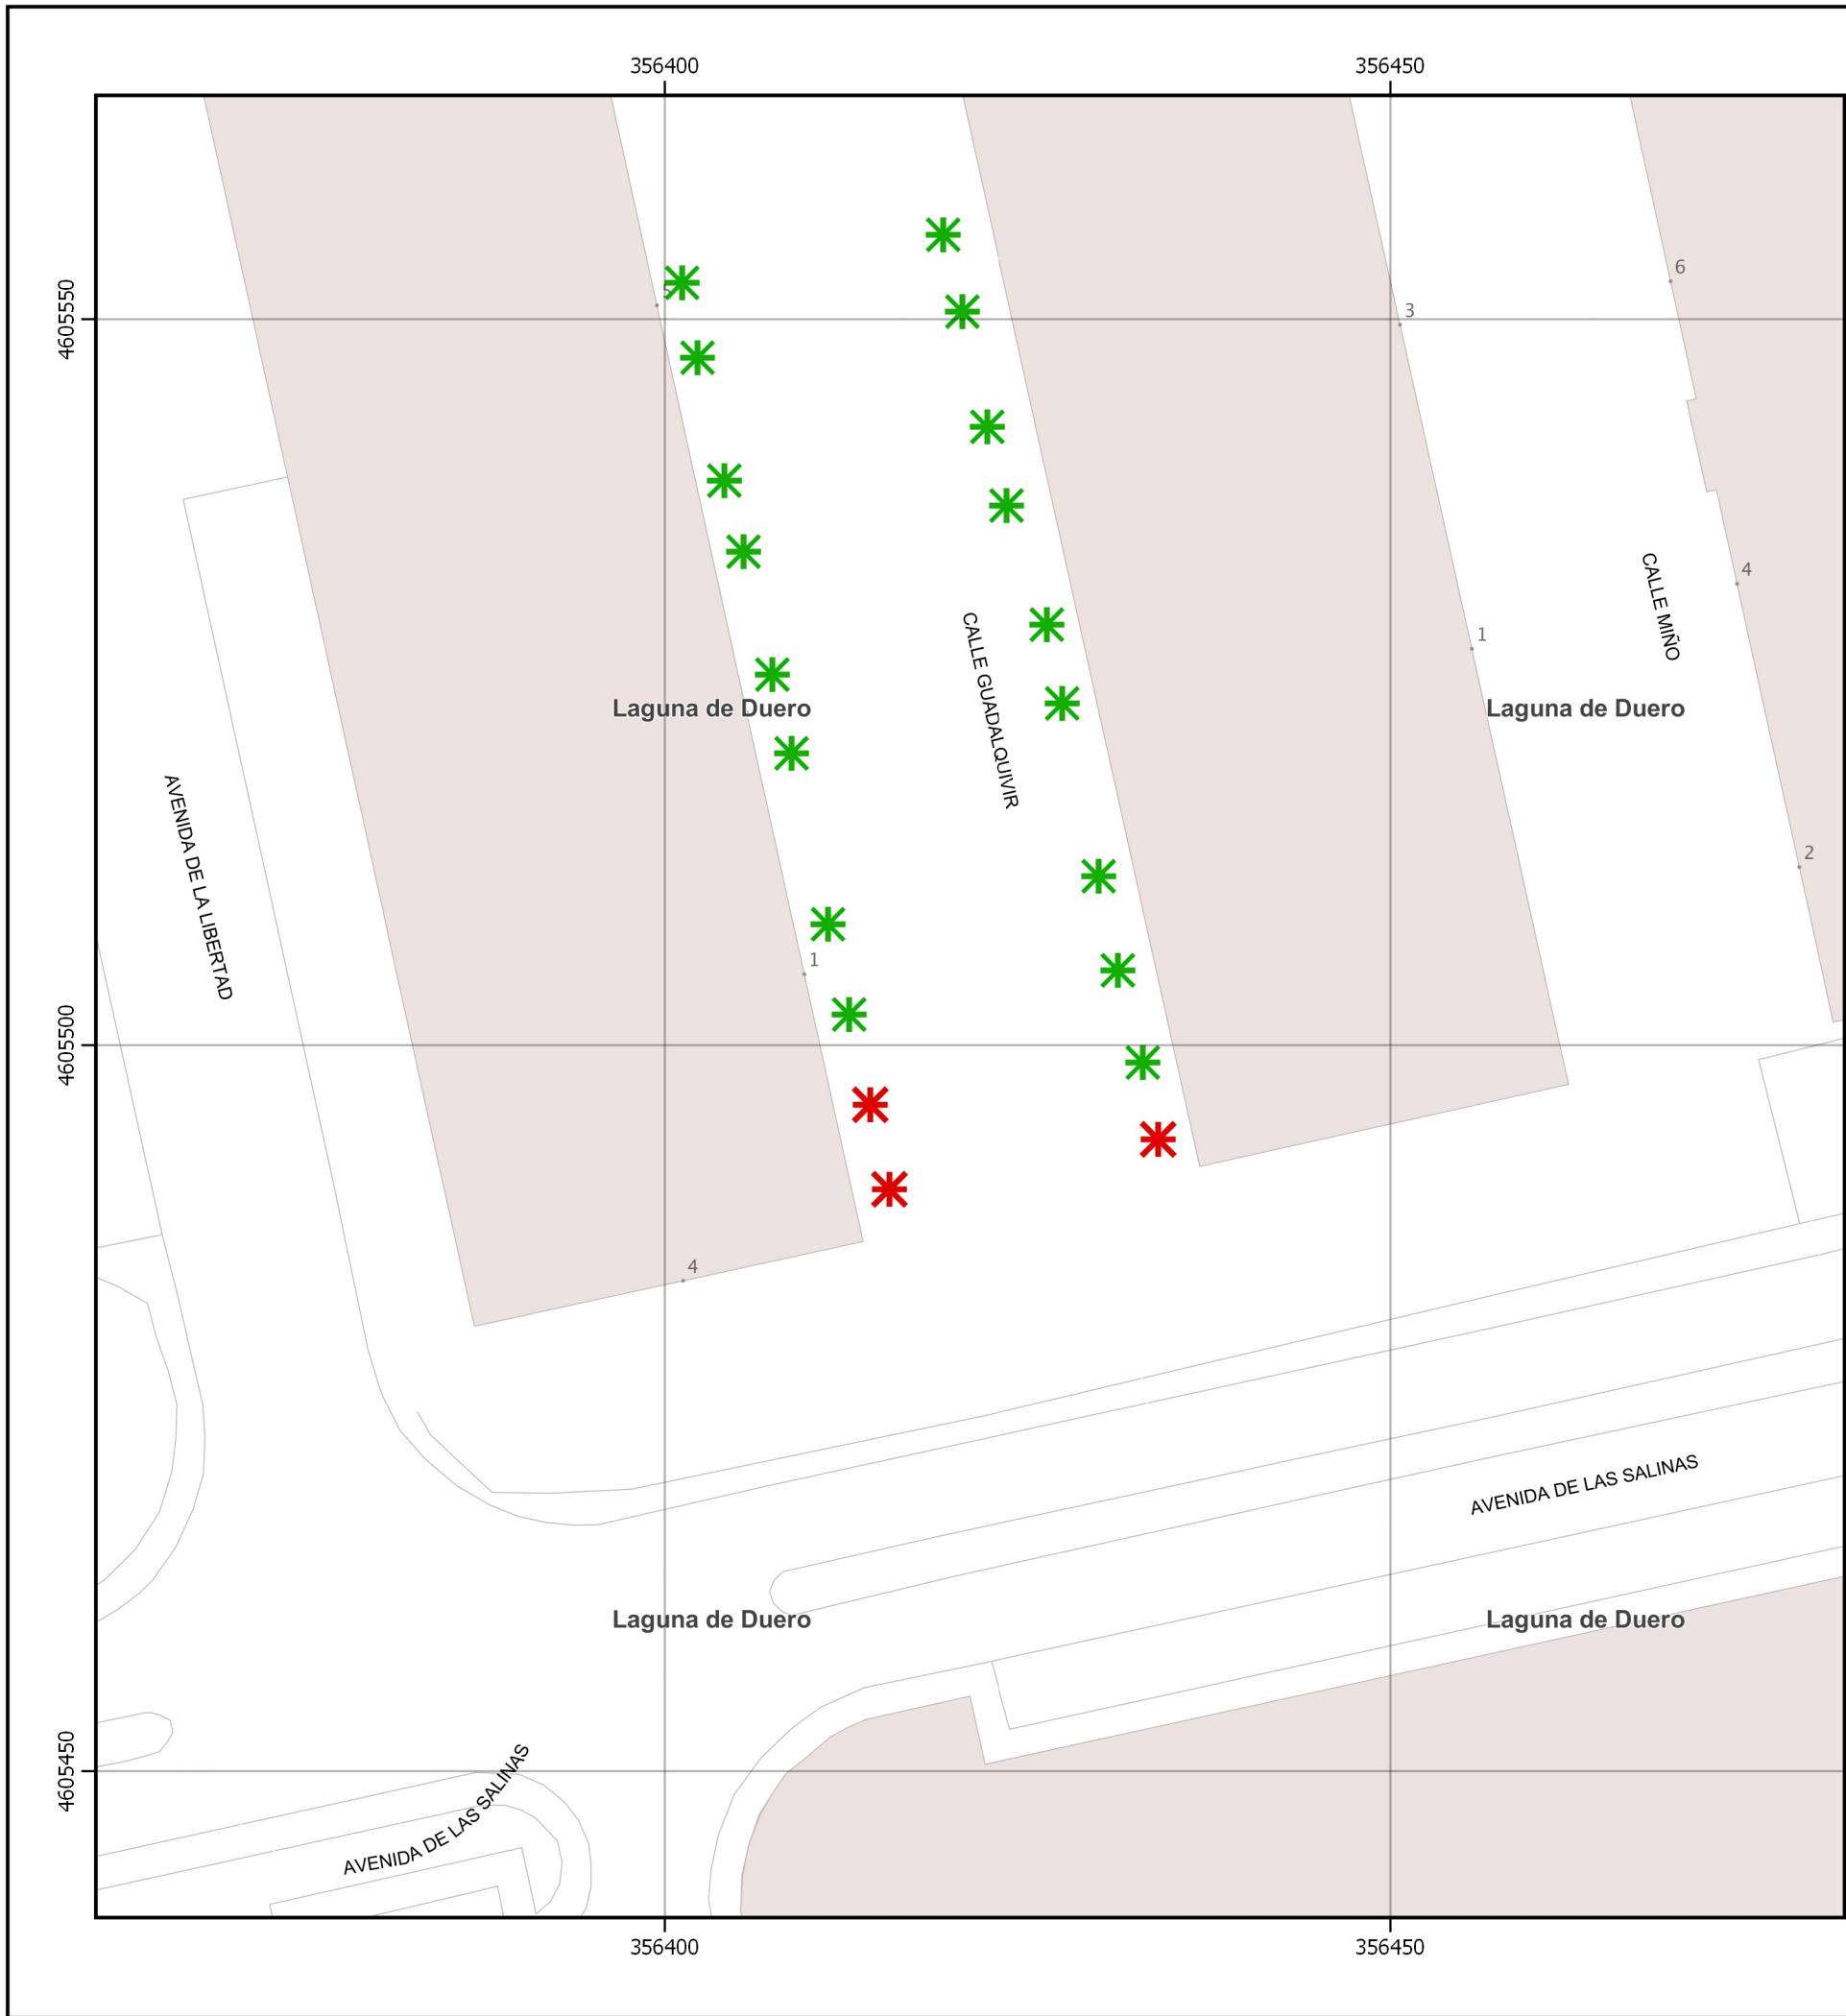 356400
356450
4605550
6
5
3
CALLE MIÑO
4
CALLE GUADALQUIVIR
1
Laguna de Duero
Laguna de Duero
AVENIDA DE LA LIBERTAD
2
1
4605500
4
AVENIDA DE LAS SALINAS
Laguna de Duero
Laguna de Duero
4605450
AVENIDA DE LAS SALINAS
356400
356450